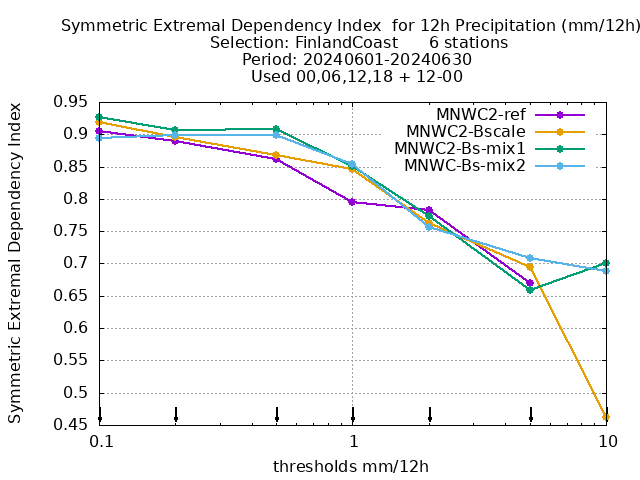 Symmetric Extremal Dependency Index  for 12h Precipitation (mm/12h)
Selection: FinlandCoast      6 stations
Period: 20240601-20240630
Used 00,06,12,18 + 12-00
Symmetric Extremal Dependency Index
0.95
0.9
0.85
0.8
0.75
0.7
0.65
0.6
0.55
0.5
0.45
MNWC2-ref
MNWC2-Bscale
MNWC2-Bs-mix1
MNWC-Bs-mix2
0.1
1
10
thresholds mm/12h